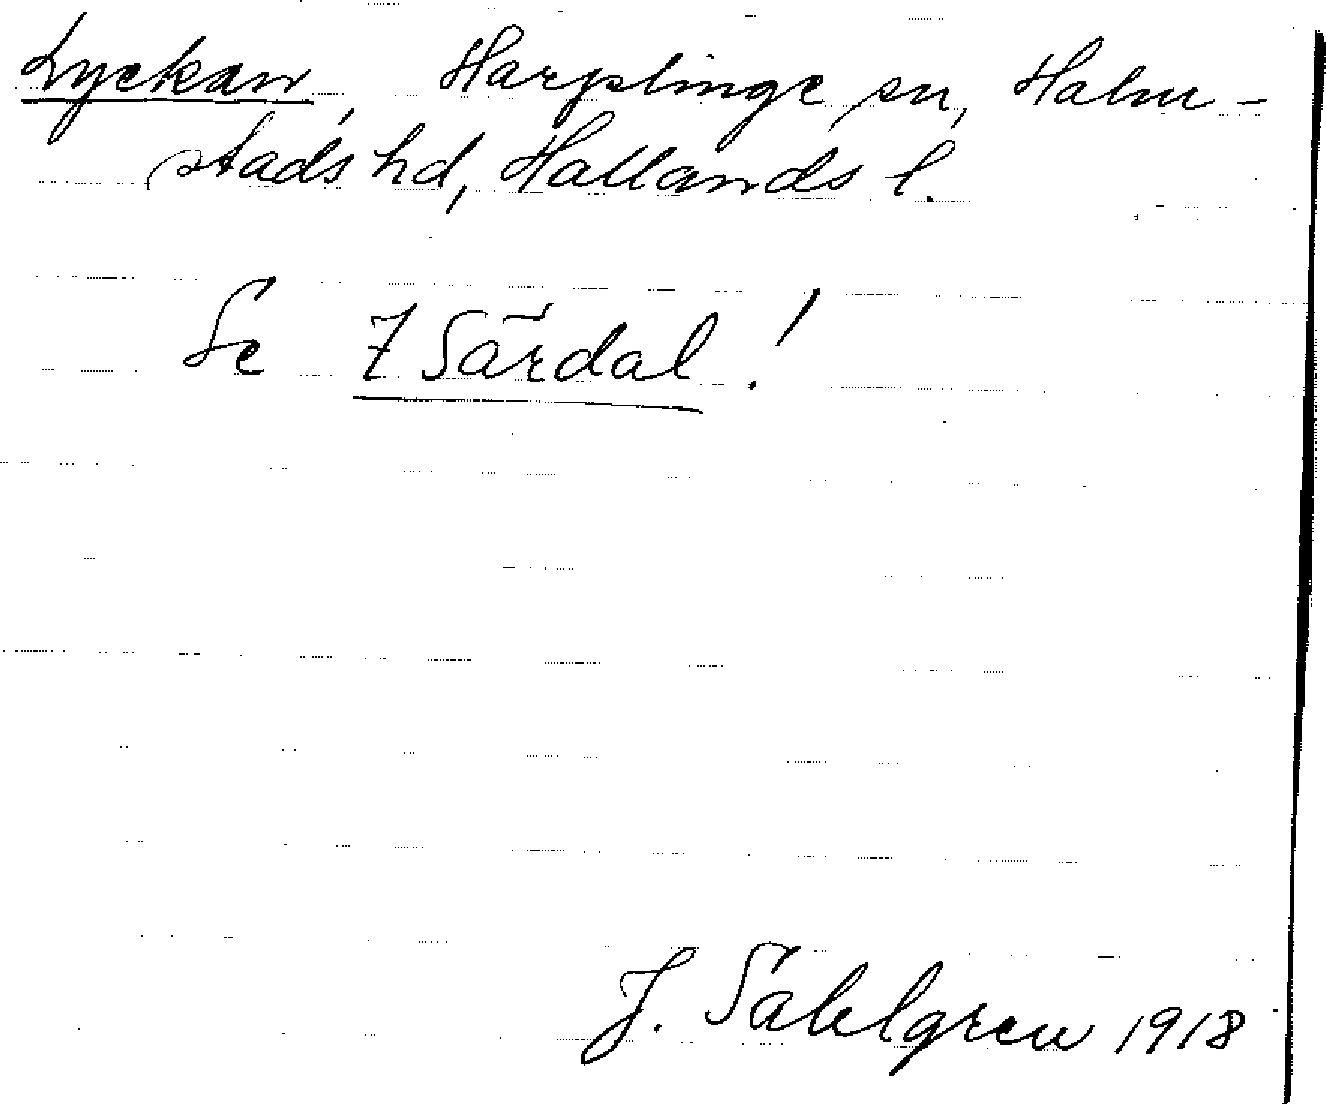 Lyckan, Harplinge sn, Halm-
stads hd, Hallands l.
Se 7 Särdal!
J. Sahlgren 1918